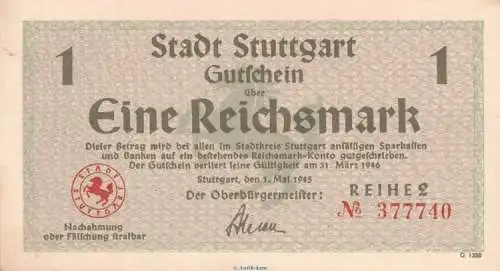 1 Stadt Stuttgart 1
Gutschein
über
Eine Reichsmark
Dieser Betrag wird bei allen im Stadtkreis Stuttgart ansässigen Sparkassen
und Banken auf ein bestehendes Reichsmark-Konto gutgeschrieben.
Der Gutschein verliert seine Gültigkeit am 31. März 1946
Stuttgart, den 1. Mai 1945
Der Oberbürgermeister:
REIHE 2
№ 377740
STADT
STUTTGART
Nachahmung
oder Fälschung strafbar